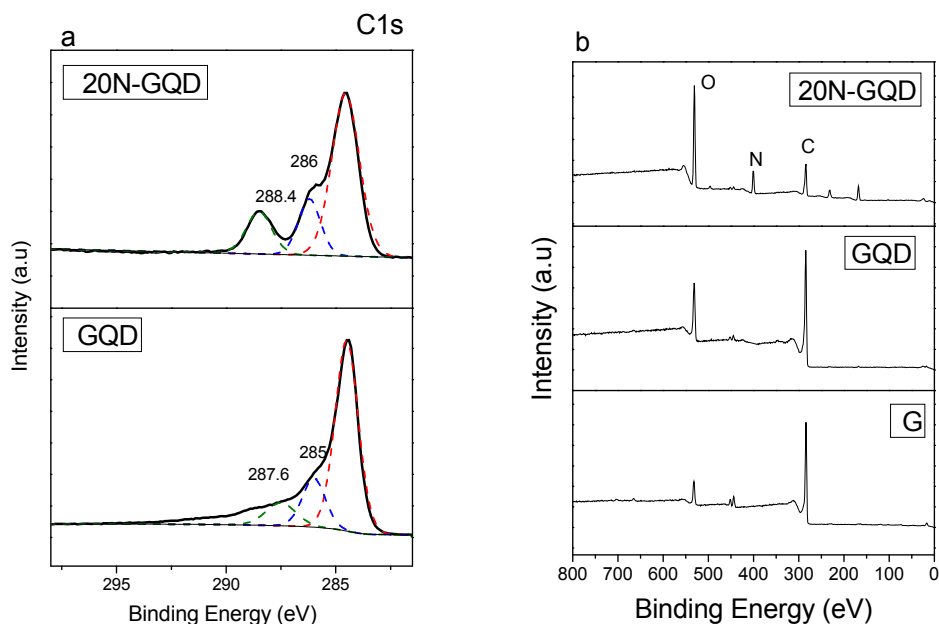 a
C1s
20N-GQD
286
288.4
GQD
285
287.6
Intensity (a.u)
295
290
285
Binding Energy (eV)
b
20N-GQD
O
N
C
GQD
G
Intensity (a.u)
800
700
600
500
400
300
200
100
0
Binding Energy (eV)